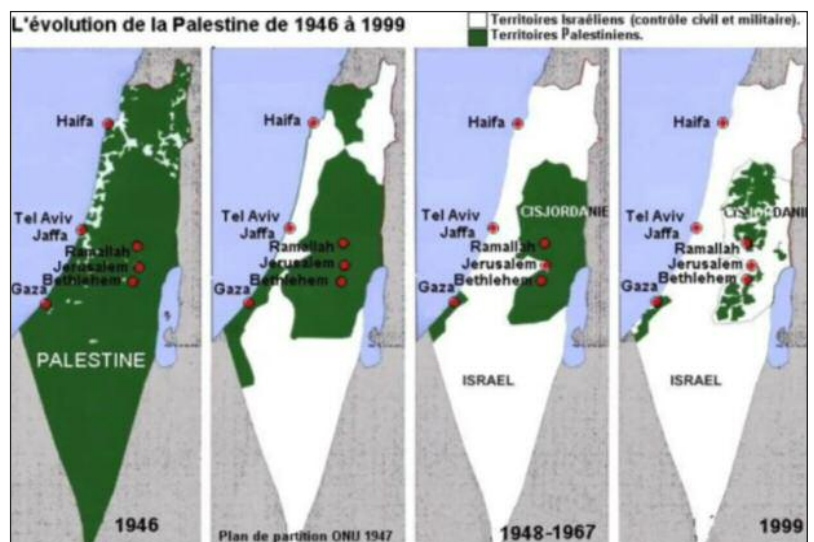 L'évolution de la Palestine de 1946 à 1999
Territoires Israéliens (contrôle civil et militaire).
Territoires Palestiniens.
Haifa
Tel Aviv
Jaffa
Ramallah
Jerusalem
Bethlehem
Gaza
PALESTINE
1946
Haifa
Tel Aviv
Jaffa
Ramallah
Jerusalem
Bethlehem
Gaza
Plan de partition ONU 1947
Haifa
CISJORDANIE
Tel Aviv
Jaffa
Ramallah
Jerusalem
Bethlehem
Gaza
ISRAEL
1948-1967
Haifa
CISJORDANIE
Tel Aviv
Jaffa
Ramallah
Jerusalem
Bethlehem
Gaza
ISRAEL
1999